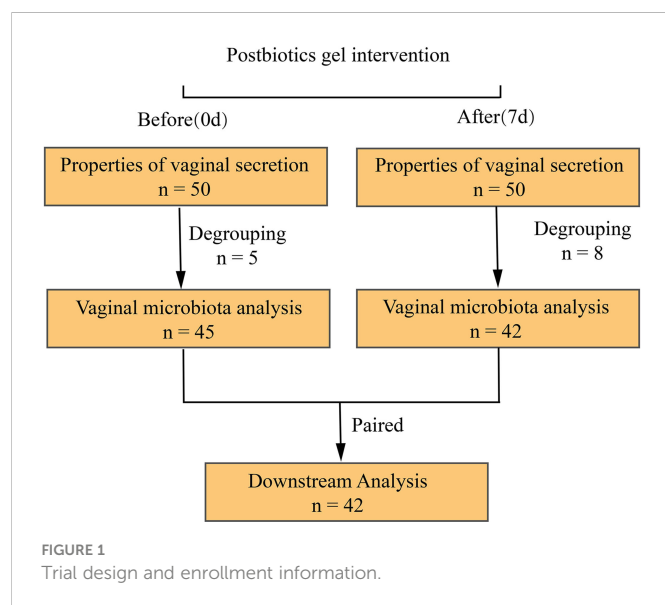 Postbiotics gel intervention
Before(0d)
After(7d)
Properties of vaginal secretion
n = 50
Properties of vaginal secretion
n = 50
Degrouping
n = 5
Degrouping
n = 8
Vaginal microbiota analysis
n = 45
Vaginal microbiota analysis
n = 42
Paired
Downstream Analysis
n = 42
FIGURE 1
Trial design and enrollment information.